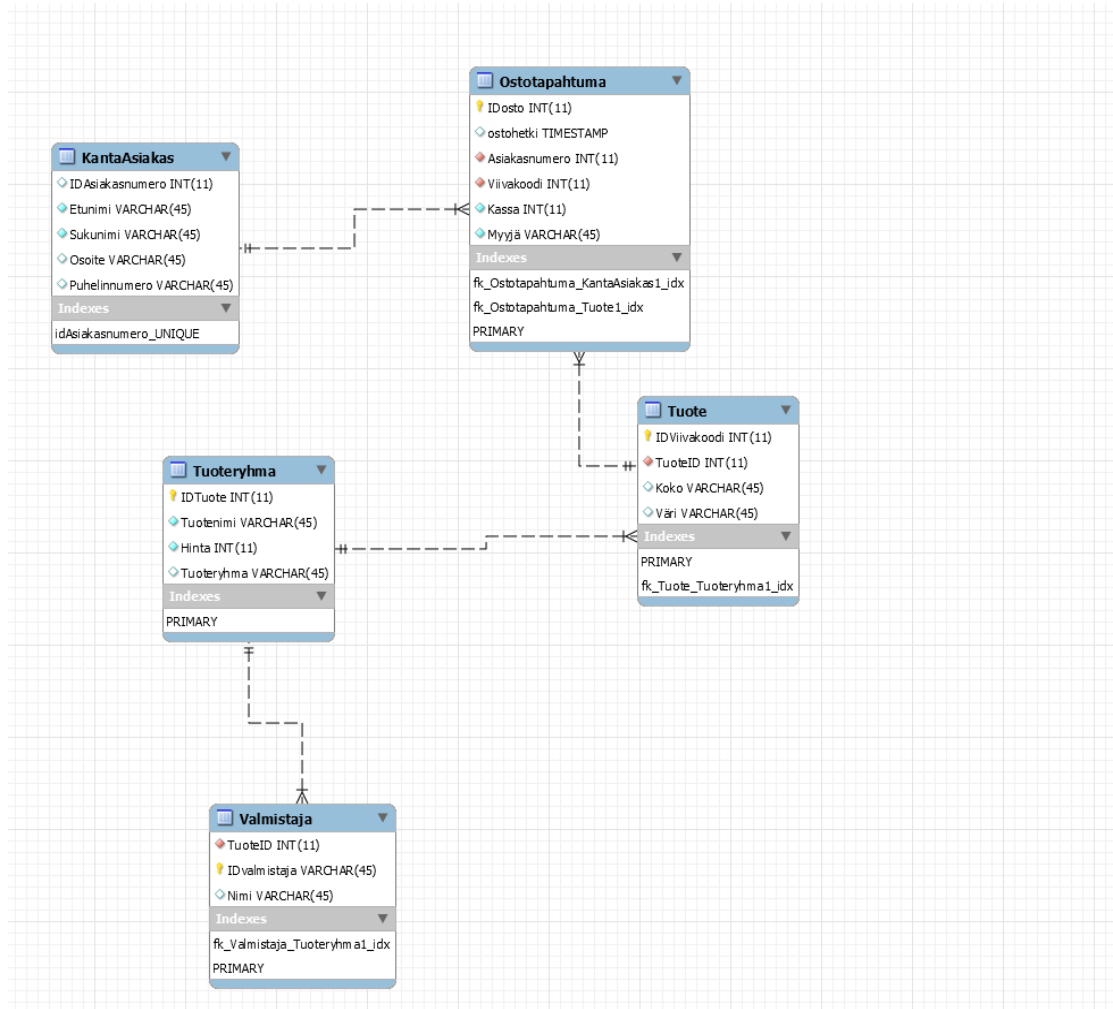 Ostotapahtuma
IDosto INT(11)
ostohetki TIMESTAMP
Asiakasnumero INT(11)
Viivakoodi INT(11)
Kassa INT(11)
Myyjä VARCHAR(45)
Indexes
fk_Ostotapahtuma_KantaAsiakas1_idx
fk_Ostotapahtuma_Tuote1_idx
PRIMARY
KantaAsiakas
IDAsiakasnumero INT(11)
Etunimi VARCHAR(45)
Sukunimi VARCHAR(45)
Osoite VARCHAR(45)
Puhelinnumero VARCHAR(45)
Indexes
idAsiakasnumero_UNIQUE
Tuote
IDViivakoodi INT(11)
TuoteID INT(11)
Koko VARCHAR(45)
Väri VARCHAR(45)
Indexes
PRIMARY
fk_Tuote_Tuoteryhma1_idx
Tuoteryhma
IDTuote INT(11)
Tuotenimi VARCHAR(45)
Hinta INT(11)
Tuoteryhma VARCHAR(45)
Indexes
PRIMARY
Valmistaja
TuoteID INT(11)
IDvalmistaja VARCHAR(45)
Nimi VARCHAR(45)
Indexes
fk_Valmistaja_Tuoteryhma1_idx
PRIMARY